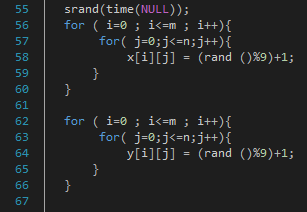 55 srand(time(NULL));
56 for ( i=0 ; i<=m ; i++){
57 for( j=0;j<=n;j++){
58 x[i][j] = (rand ()%9)+1;
59 }
60 }
61
62 for ( i=0 ; i<=m ; i++){
63 for( j=0;j<=n;j++){
64 y[i][j] = (rand ()%9)+1;
65 }
66 }
67